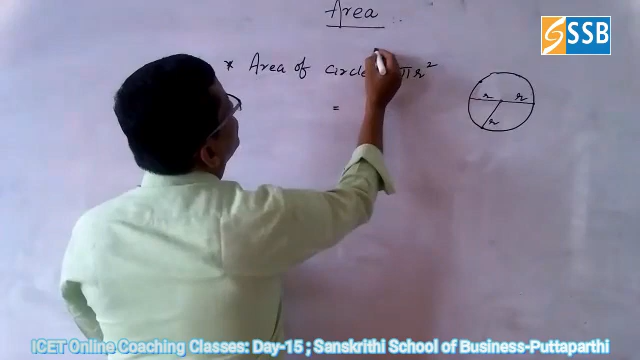 Area
SSB
* Area of circle πr²
r r
=
r
ICET Online Coaching Classes: Day-15 ; Sanskrithi School of Business-Puttaparthi